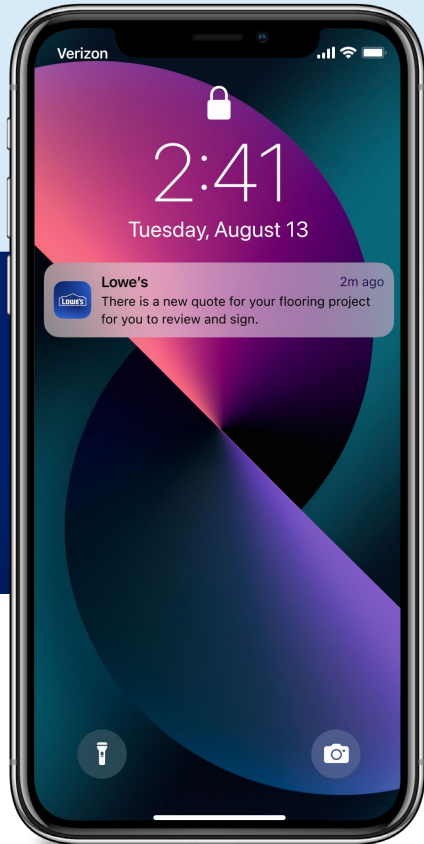 Verizon
2:41
Tuesday, August 13
Lowe's
2m ago
LOWE'S
There is a new quote for your flooring project
for you to review and sign.